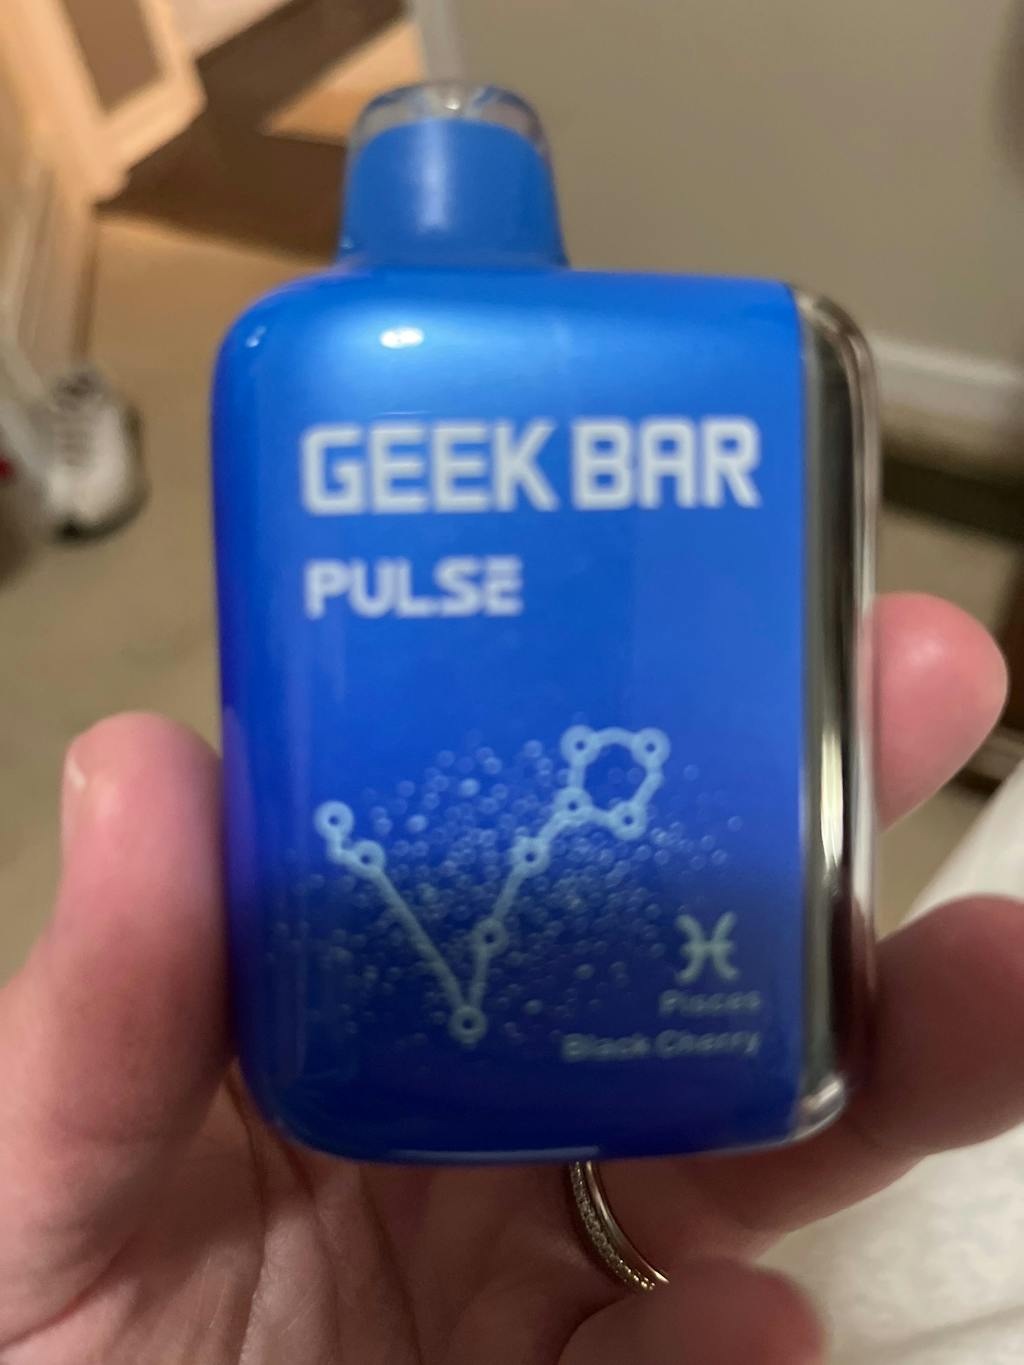 GEEK BAR
PULSE
Pisces
Black Cherry